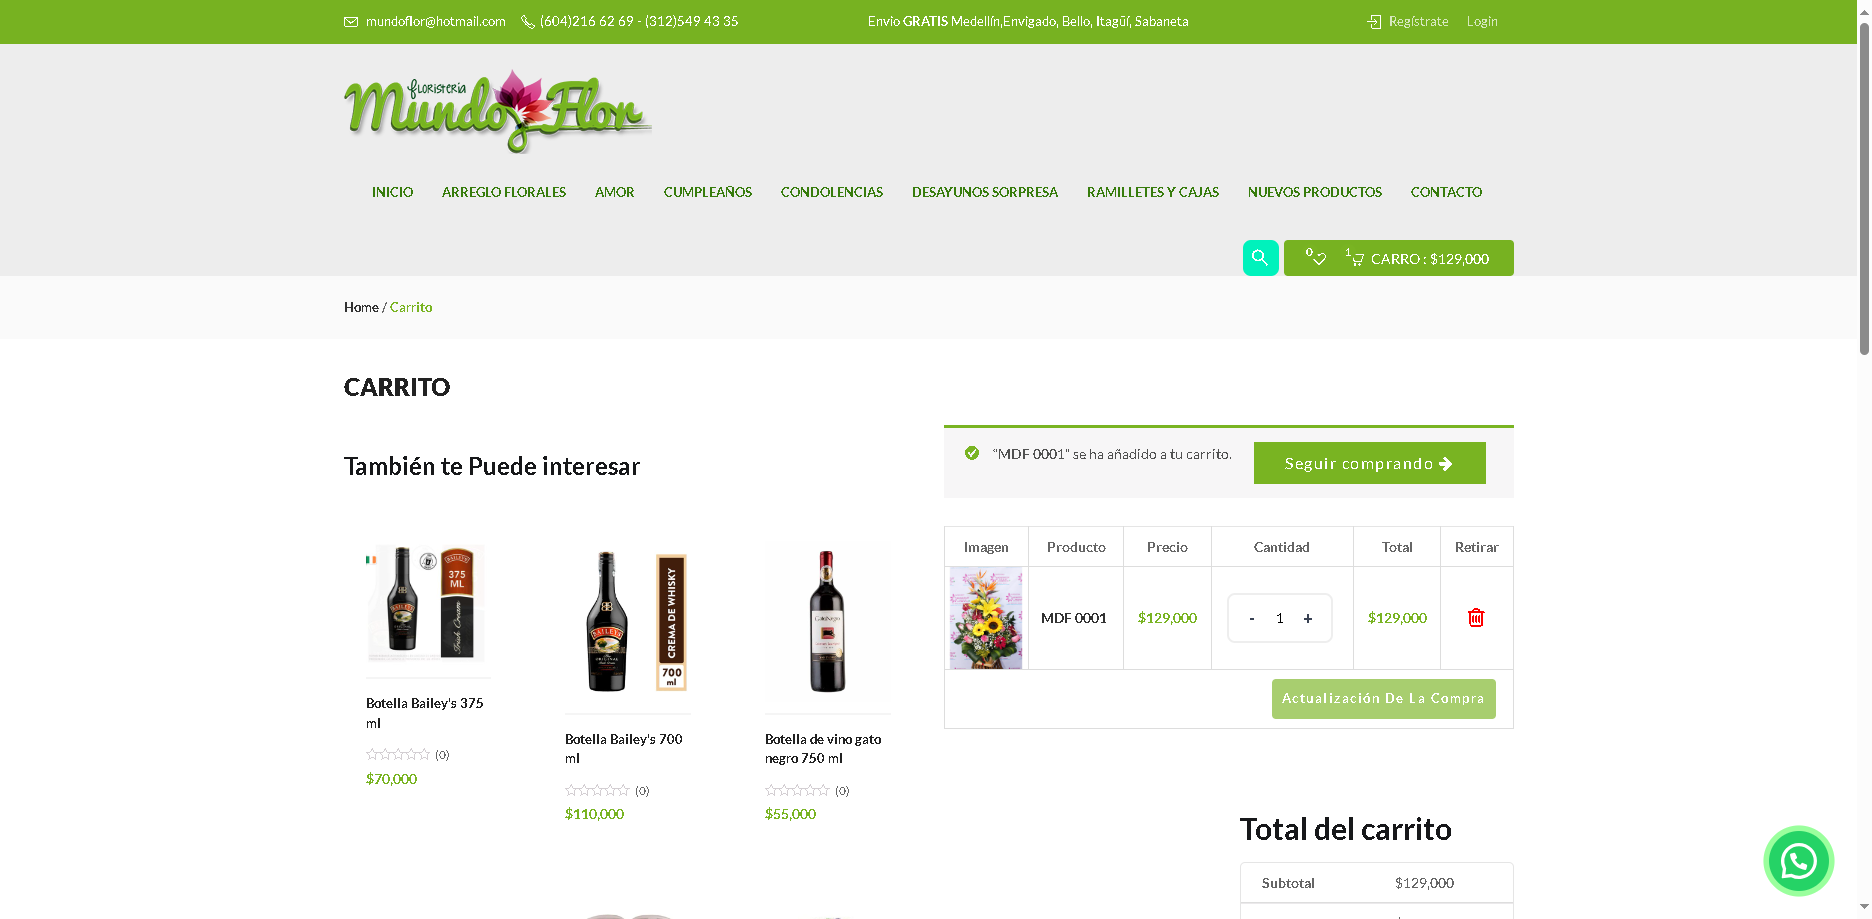 mundoflor@hotmail.com (604)216 62 69 - (312)549 43 35 Envio GRATIS Medellín,Envigado, Bello, Itagüí, Sabaneta Regístrate Login
FLORISTERIA
Mundo Flor
INICIO ARREGLO FLORALES AMOR CUMPLEAÑOS CONDOLENCIAS DESAYUNOS SORPRESA RAMILLETES Y CAJAS NUEVOS PRODUCTOS CONTACTO
0 1 CARRO : $129,000
Home / Carrito
CARRITO
También te Puede interesar
375
ML
BAILEYS
Irish Cream
Botella Bailey's 375
ml
(0)
$70,000
BAILEYS
CREMA DE WHISKY
700
ml
Botella Bailey's 700
ml
(0)
$110,000
GatoNegro
Botella de vino gato
negro 750 ml
(0)
$55,000
“MDF 0001” se ha añadido a tu carrito.
Seguir comprando
Imagen Producto Precio Cantidad Total Retirar
MDF 0001 $129,000 - 1 + $129,000
Actualización De La Compra
Total del carrito
Subtotal $129,000